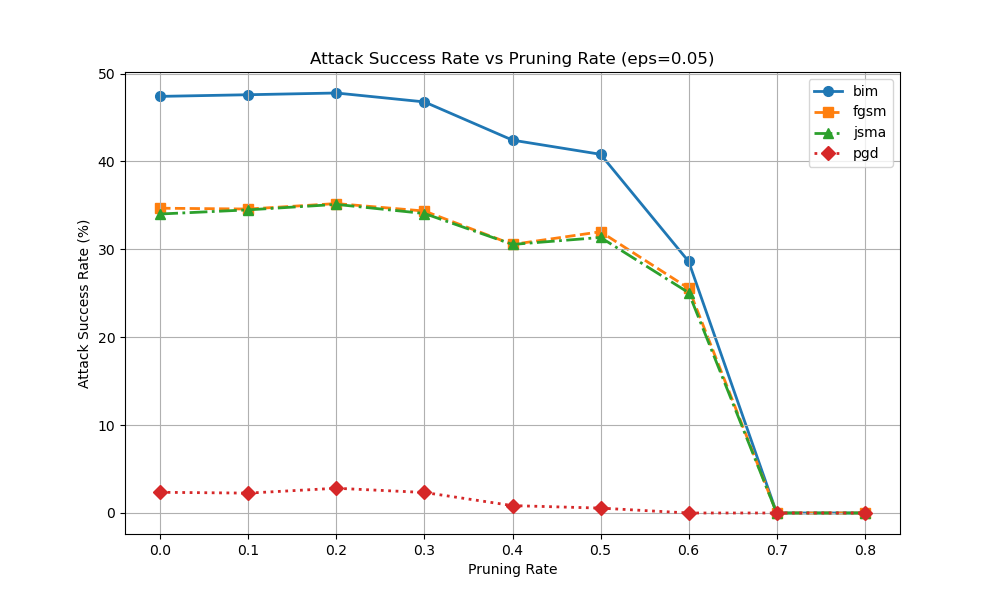 Attack Success Rate vs Pruning Rate (eps=0.05)
bim
fgsm
jsma
pgd
Attack Success Rate (%)
50
40
30
20
10
0
0.0 0.1 0.2 0.3 0.4 0.5 0.6 0.7 0.8
Pruning Rate